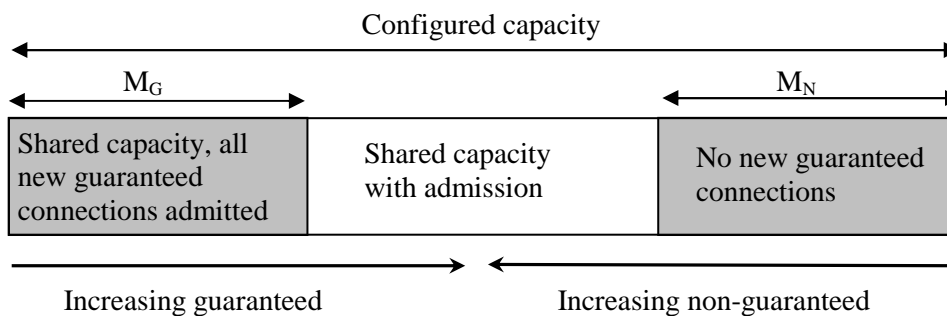 Configured capacity
M_G
M_N
Shared capacity, all
new guaranteed
connections admitted
Shared capacity
with admission
No new guaranteed
connections
Increasing guaranteed
Increasing non-guaranteed